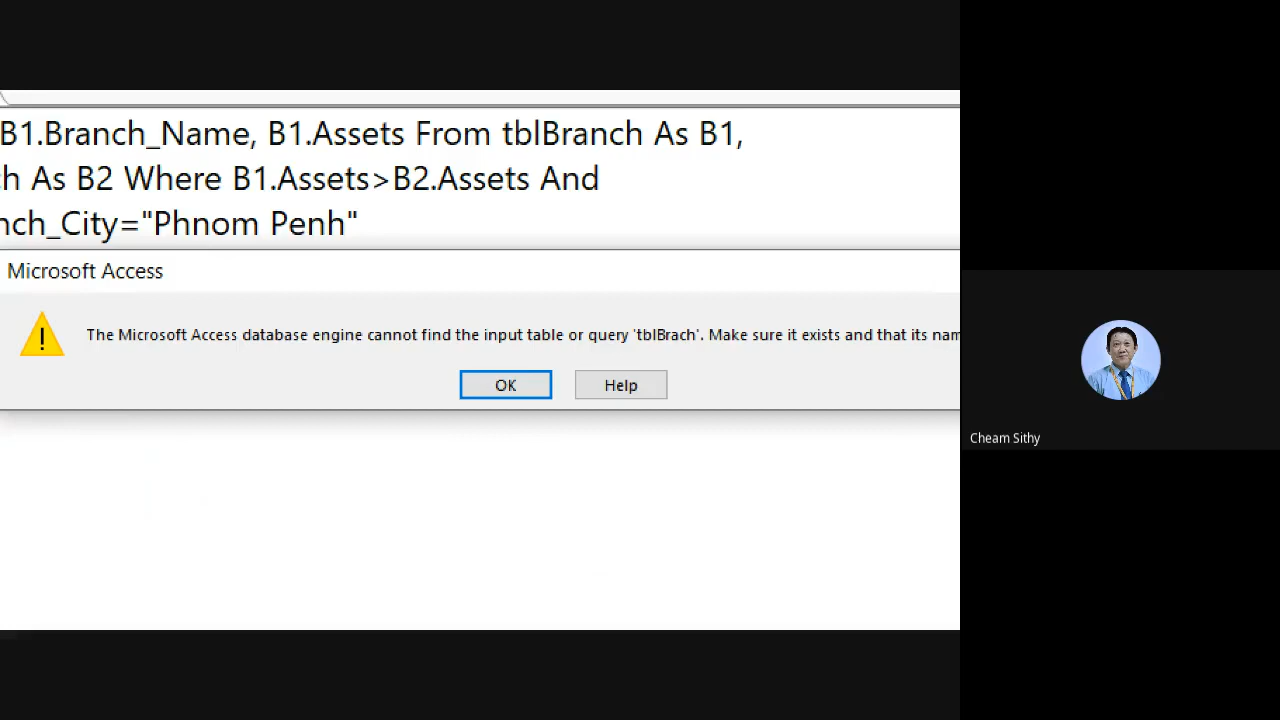 B1.Branch_Name, B1.Assets From tblBranch As B1,
h As B2 Where B1.Assets>B2.Assets And
nch_City="Phnom Penh"
Microsoft Access
The Microsoft Access database engine cannot find the input table or query 'tblBrach'. Make sure it exists and that its nam
OK Help
Cheam Sithy